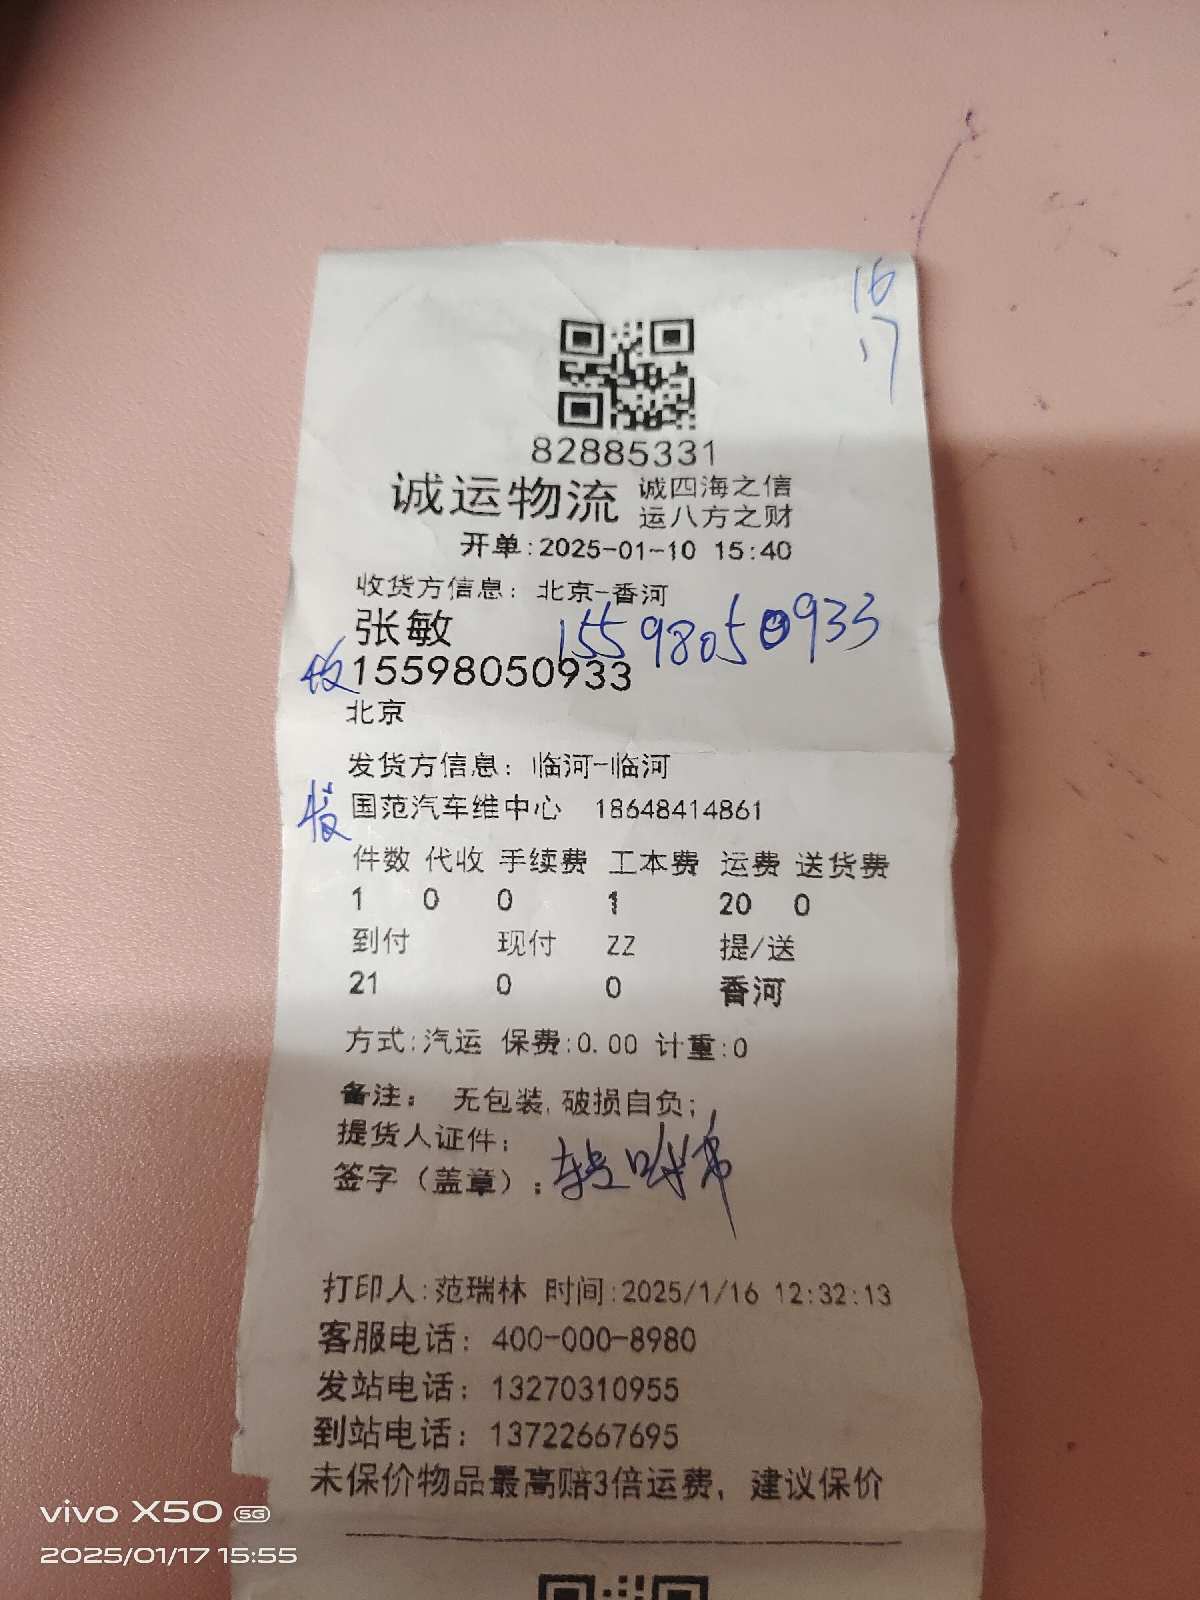 16
17
82885331
诚运物流 诚四海之信
运八方之财
开单:2025-01-10 15:40
收货方信息: 北京-香河
张敏 15598050933
收 15598050933
北京
发货方信息: 临河-临河
国范汽车维中心 18648414861
件数 代收 手续费 工本费 运费 送货费
1 0 0 1 20 0
到付 现付 ZZ 提/送
21 0 0 香河
方式:汽运 保费:0.00 计重:0
备注: 无包装,破损自负;
提货人证件:
签字(盖章):
打印人:范瑞林 时间:2025/1/16 12:32:13
客服电话: 400-000-8980
发站电话: 13270310955
到站电话: 13722667695
未保价物品最高赔3倍运费, 建议保价
vivo X50 5G
2025/01/17 15:55